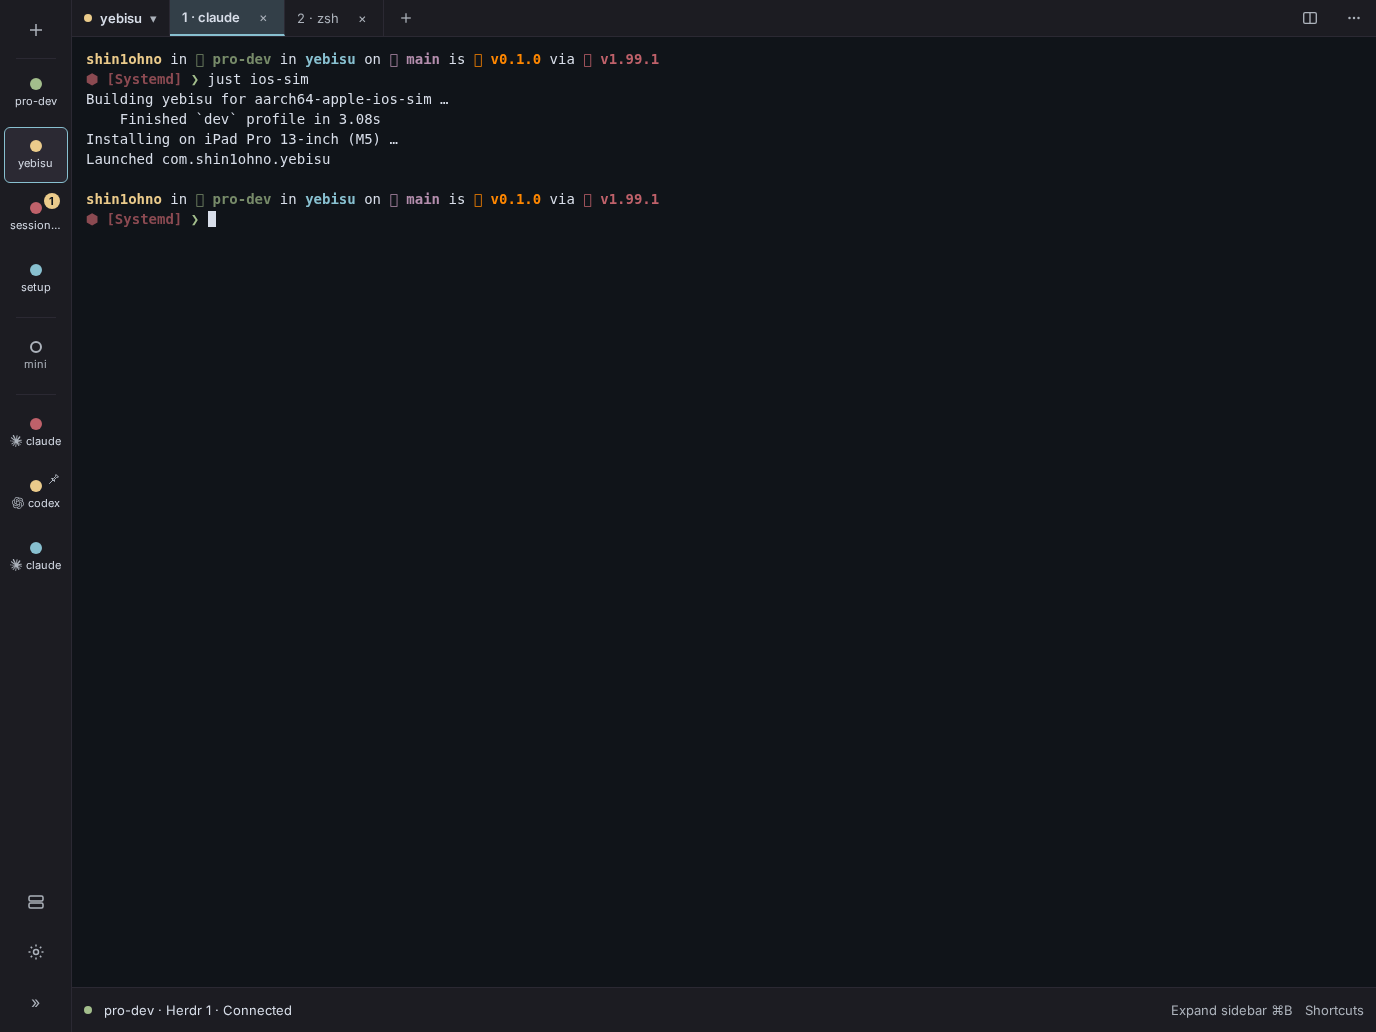 yebisu ▾
1 · claude ×
2 · zsh ×
pro-dev
yebisu
1
session…
setup
mini
claude
codex
claude
shin1ohno in pro-dev in yebisu on main is v0.1.0 via v1.99.1
[Systemd] ❯ just ios-sim
Building yebisu for aarch64-apple-ios-sim …
Finished `dev` profile in 3.08s
Installing on iPad Pro 13-inch (M5) …
Launched com.shin1ohno.yebisu
shin1ohno in pro-dev in yebisu on main is v0.1.0 via v1.99.1
[Systemd] ❯
pro-dev · Herdr 1 · Connected
Expand sidebar ⌘B Shortcuts